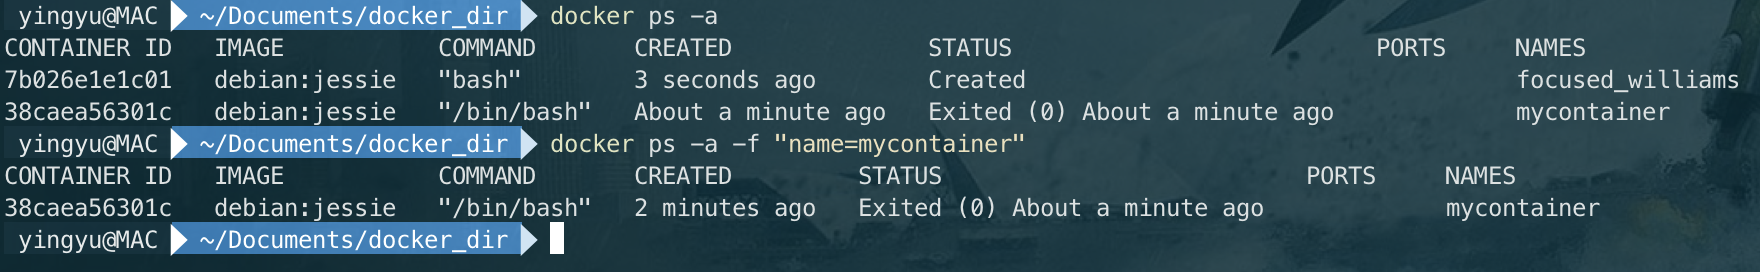 yingyu@MAC ~/Documents/docker_dir docker ps -a
CONTAINER ID IMAGE COMMAND CREATED STATUS PORTS NAMES
7b026e1e1c01 debian:jessie "bash" 3 seconds ago Created focused_williams
38caea56301c debian:jessie "/bin/bash" About a minute ago Exited (0) About a minute ago mycontainer
yingyu@MAC ~/Documents/docker_dir docker ps -a -f "name=mycontainer"
CONTAINER ID IMAGE COMMAND CREATED STATUS PORTS NAMES
38caea56301c debian:jessie "/bin/bash" 2 minutes ago Exited (0) About a minute ago mycontainer
yingyu@MAC ~/Documents/docker_dir